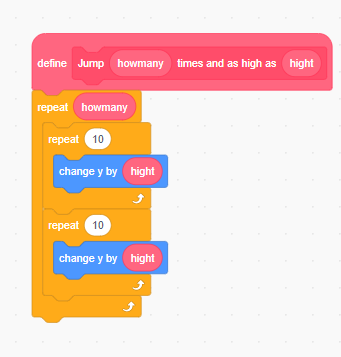 define Jump howmany times and as high as hight
repeat howmany
repeat 10
change y by hight
repeat 10
change y by hight